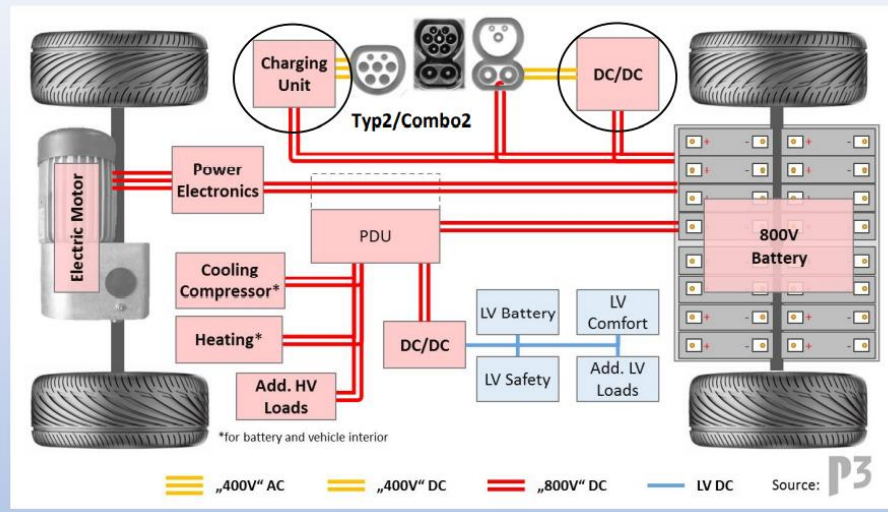 Charging
Unit
Typ2/Combo2
DC/DC
Power
Electronics
Electric Motor
PDU
800V
Battery
Cooling
Compressor*
Heating*
Add. HV
Loads
DC/DC
LV Battery
LV
Comfort
LV Safety
Add. LV
Loads
*for battery and vehicle interior
+ - + -
+ - + -
+ - + -
+ -
+ -
+ - + -
+ - + -
„400V“ AC
„400V“ DC
„800V“ DC
LV DC
Source: P3